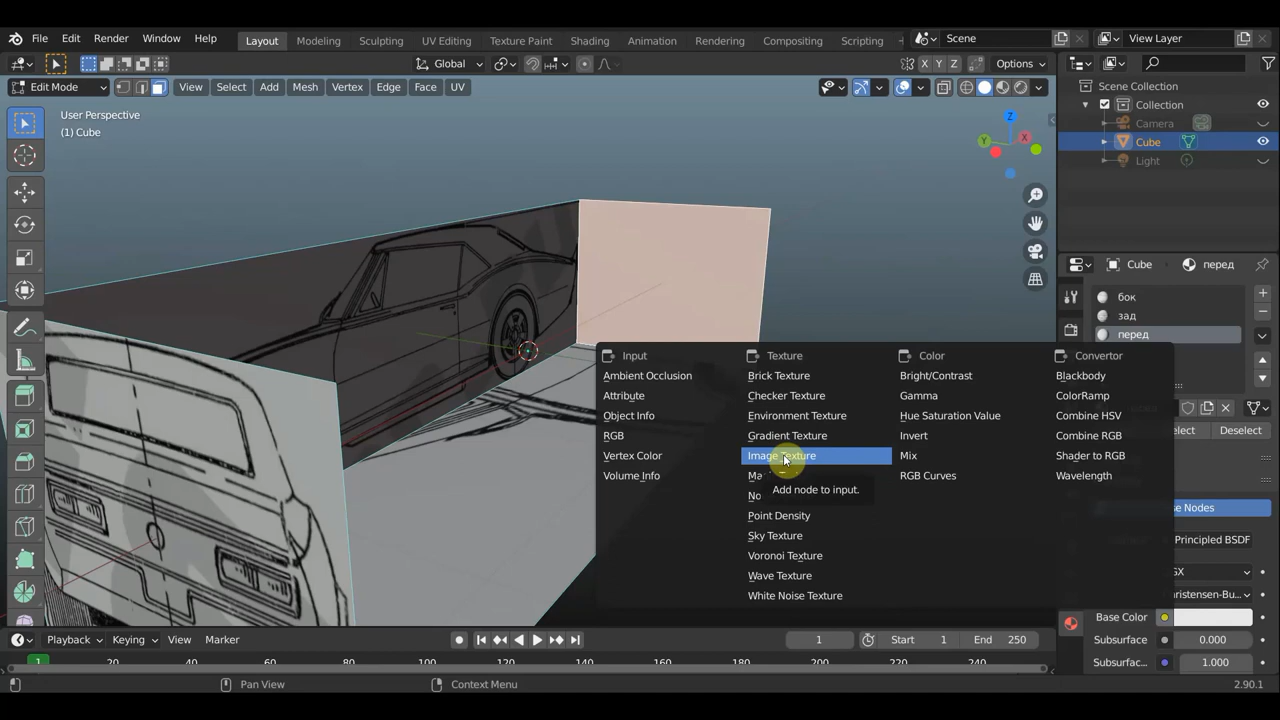 File Edit Render Window Help Layout Modeling Sculpting UV Editing Texture Paint Shading Animation Rendering Compositing Scripting Scene View Layer
Global X Y Z Options
Edit Mode View Select Add Mesh Vertex Edge Face UV
Scene Collection
Collection
Camera
Cube
Light
User Perspective
(1) Cube
Z
Y
X
Cube перед
бок
зад
перед
Input Texture Color Convertor
Ambient Occlusion Brick Texture Bright/Contrast Blackbody
Attribute Checker Texture Gamma ColorRamp
Object Info Environment Texture Hue Saturation Value Combine HSV
RGB Gradient Texture Invert Combine RGB
Vertex Color Image Texture Mix Shader to RGB
Volume Info RGB Curves Wavelength
Add node to input.
Point Density
Sky Texture
Voronoi Texture
Wave Texture
White Noise Texture
Deselect
Principled BSDF
Base Color
Subsurface 0.000
Subsurfac... 1.000
Playback Keying View Marker 1 Start 1 End 250
1 20 40 60 80 100 120 140 160 180 200 220 240
Pan View Context Menu 2.90.1